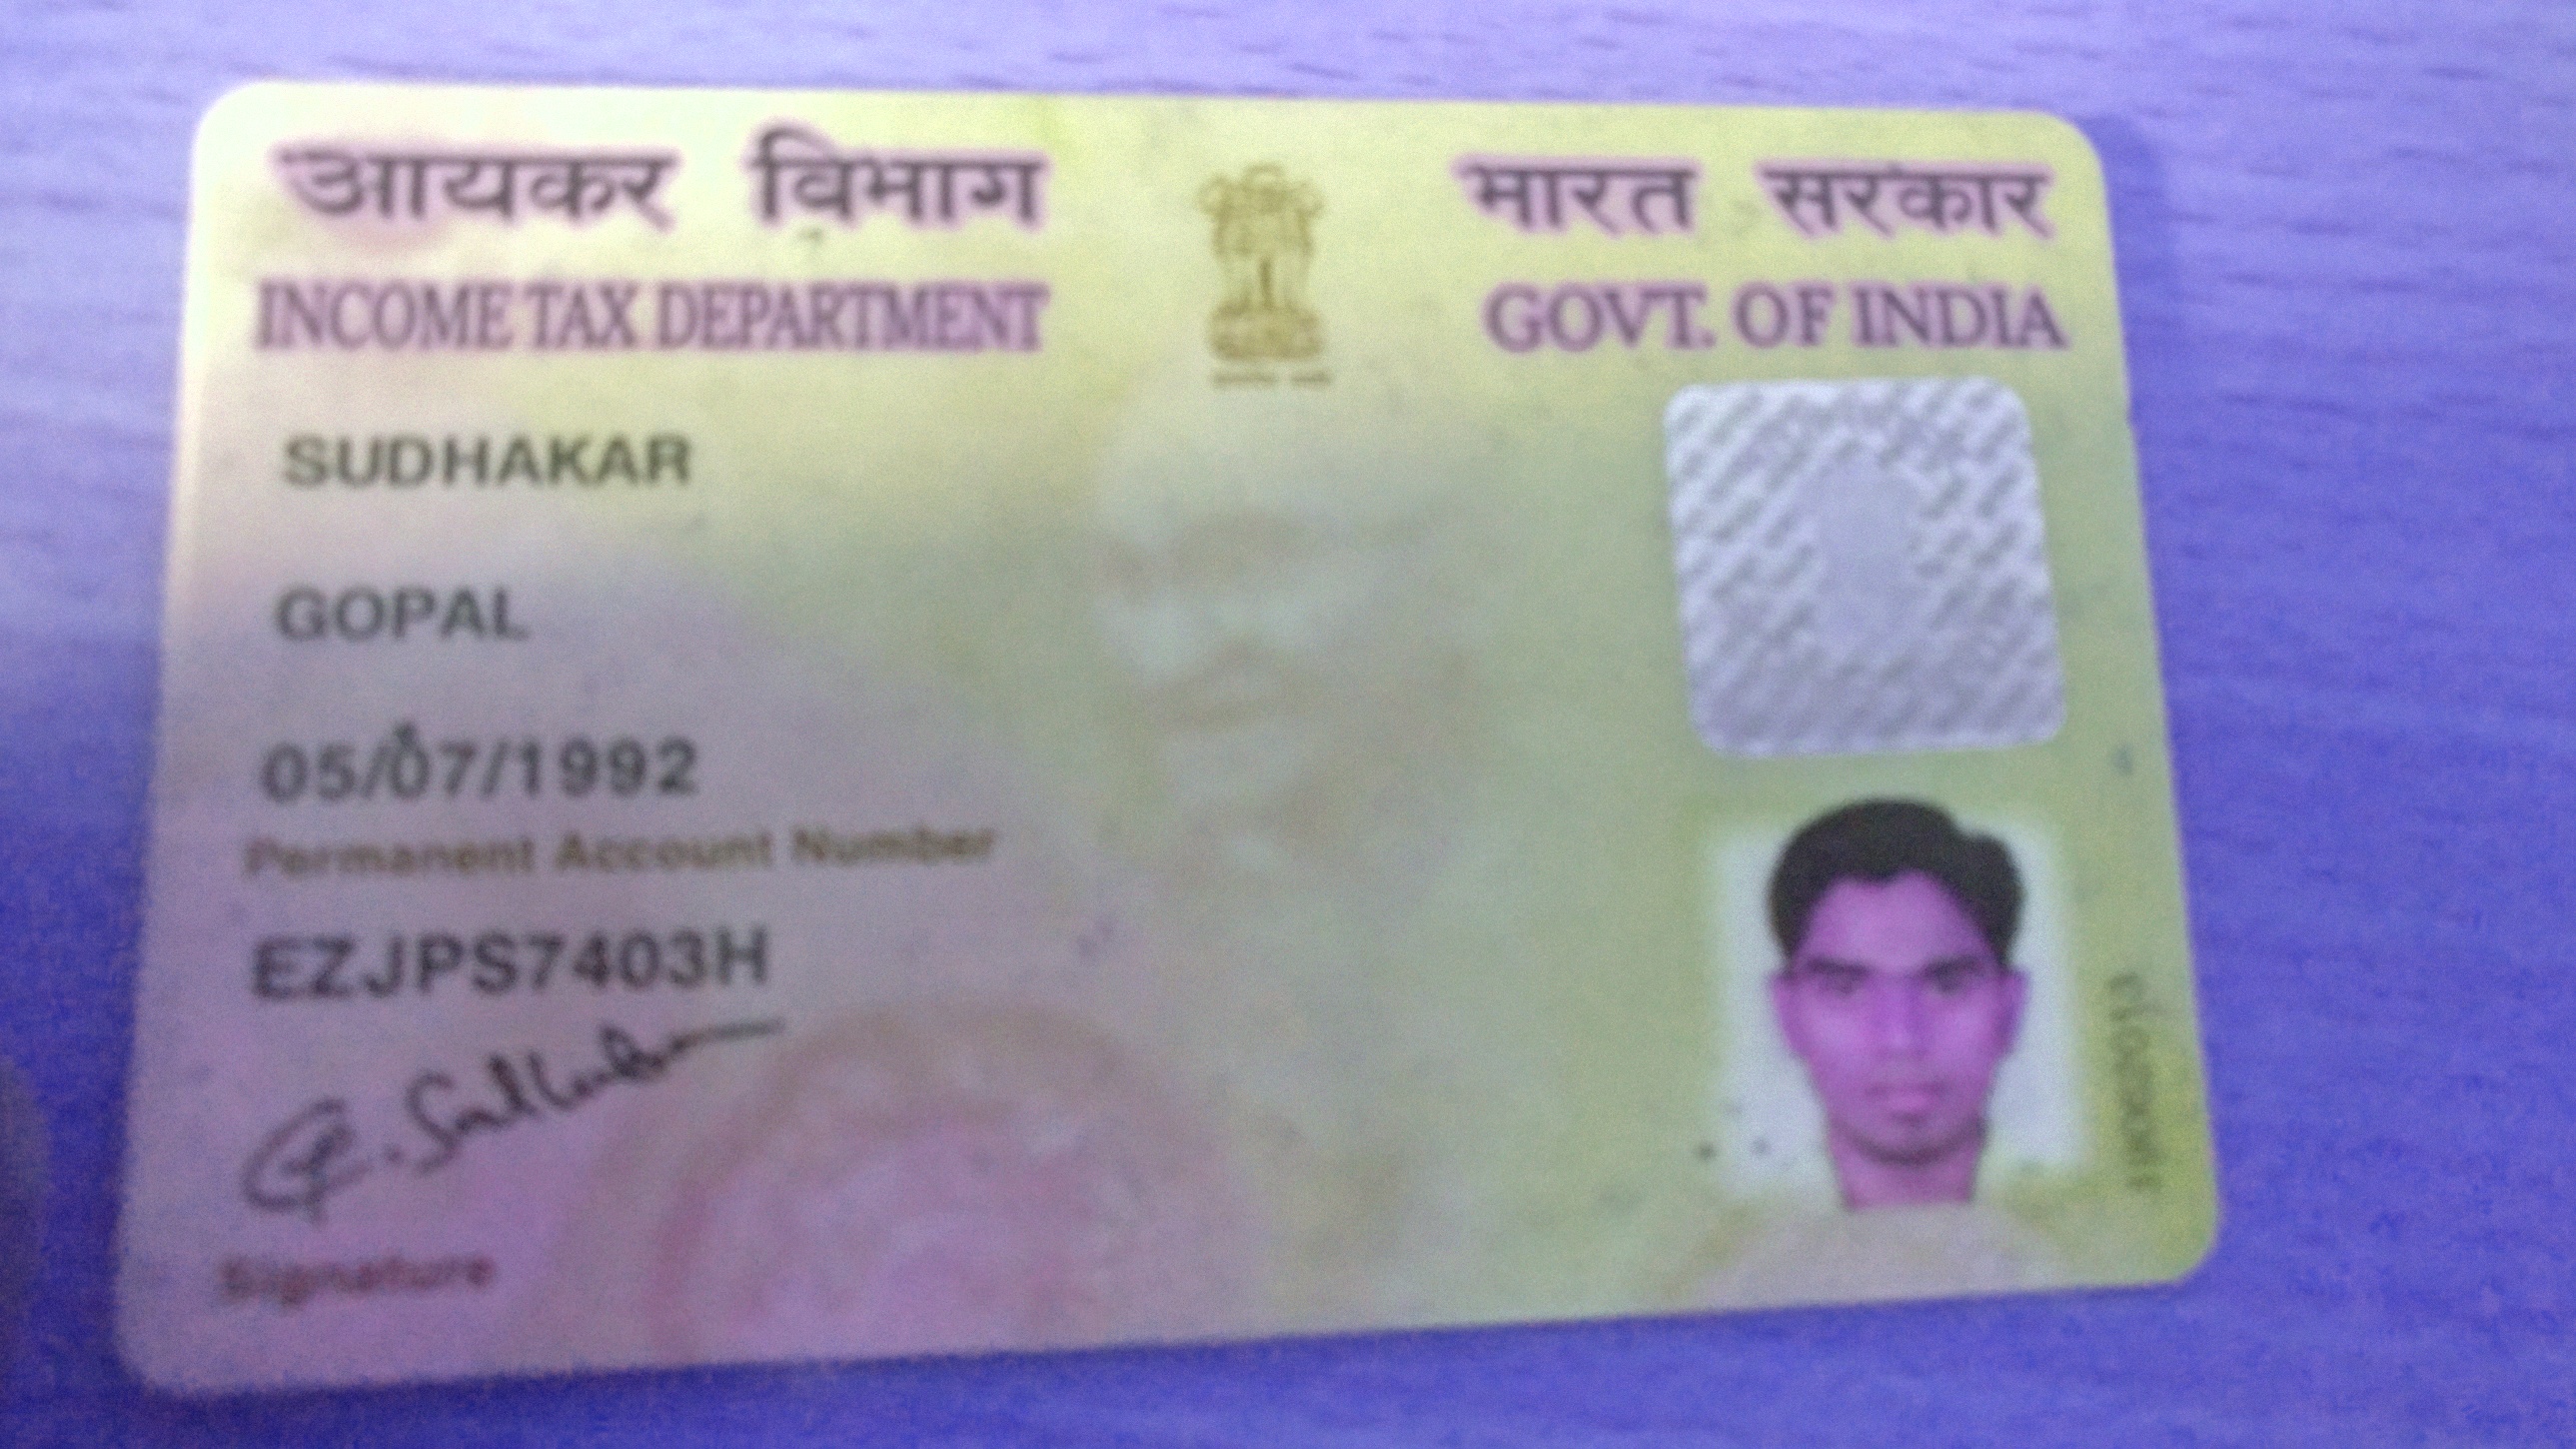 आयकर विभाग
INCOME TAX DEPARTMENT
भारत सरकार
GOVT. OF INDIA
SUDHAKAR
GOPAL
05/07/1992
Permanent Account Number
EZJPS7403H
G. Sudhakar
Signature